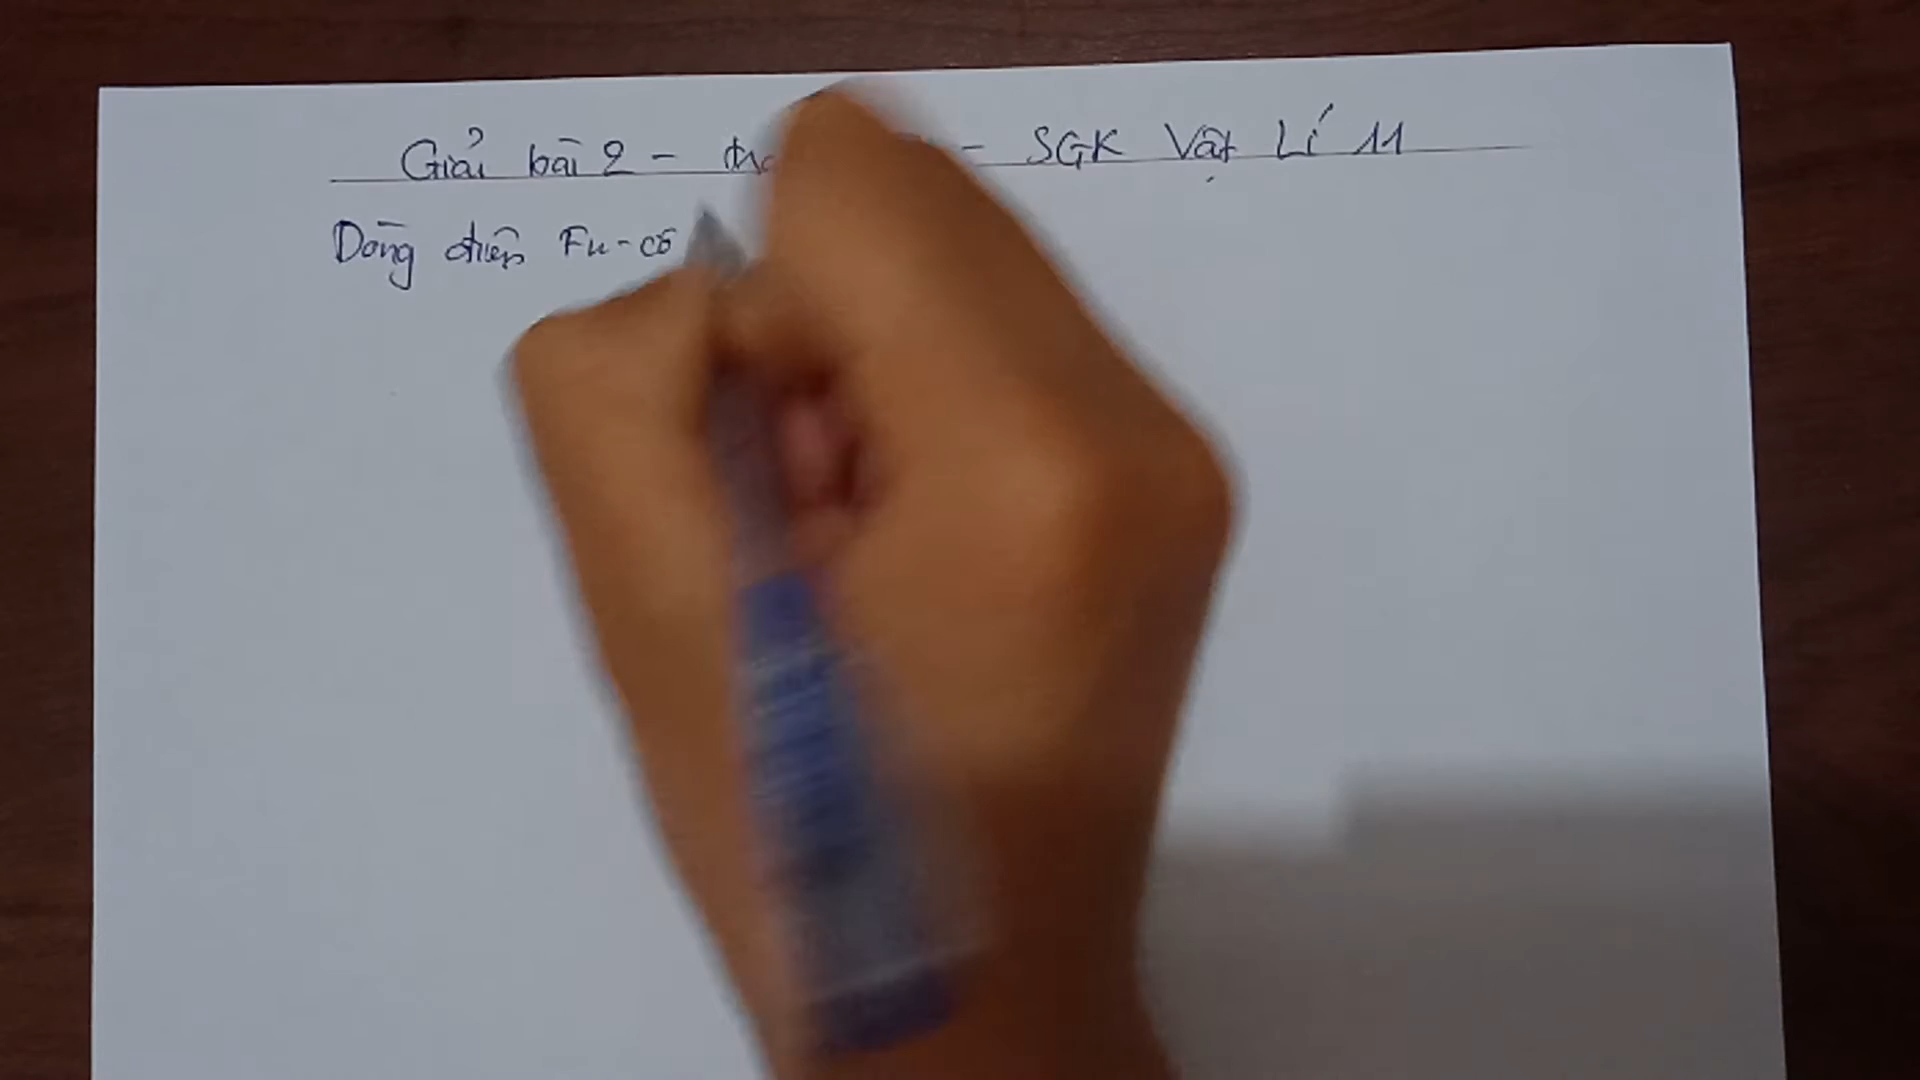 Giải bài 2 - - SGK Vật Lí 11
Dòng điện Fu-cô